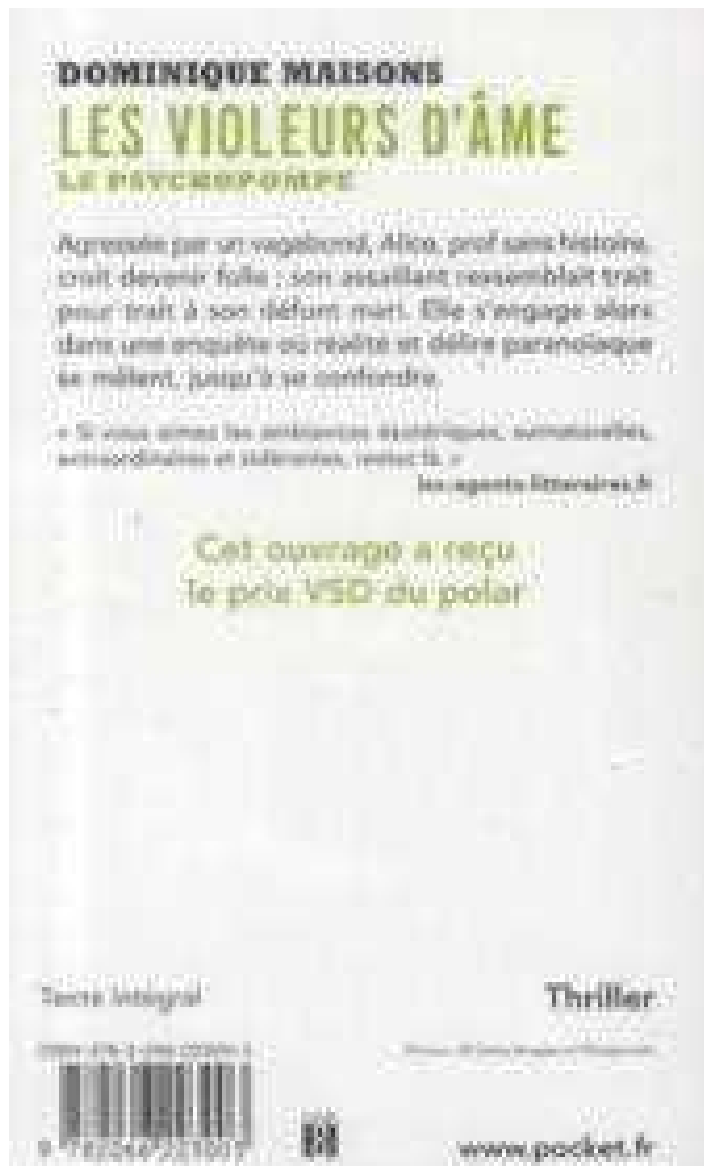 DOMINIQUE MAISONS
LES VIOLEURS D'ÂME
LE PSYCHOPOMPE
Agressée par un vagabond, Alice, prof sans histoire,
croit devenir folle : son assaillant ressemblait trait
pour trait à son défunt mari. Elle s'engage alors
dans une enquête où réalité et délire paranoïaque
se mêlent, jusqu'à se confondre.
« Si vous aimez les ambiances ésotériques, surnaturelles,
extraordinaires et sidérantes, restez là. »
les-agents-litteraires.fr
Cet ouvrage a reçu
le prix VSD du polar
Texte intégral
Thriller
www.pocket.fr